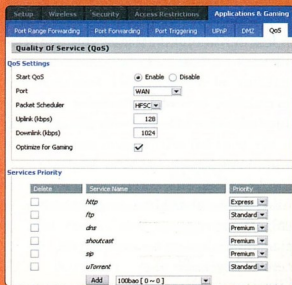 Setup Wireless Security Access Restrictions Applications & Gaming
Port Range Forwarding Port Forwarding Port Triggering UPnP DMZ QoS
Quality Of Service (QoS)
QoS Settings
Start QoS Enable Disable
Port WAN
Packet Scheduler HFSC
Uplink (kbps) 128
Downlink (kbps) 1024
Optimize for Gaming
Services Priority
Delete Service Name Priority
http Express
ftp Standard
dns Premium
shoutcast Premium
sip Premium
uTorrent Standard
Add 100bao [ 0 ~ 0 ]